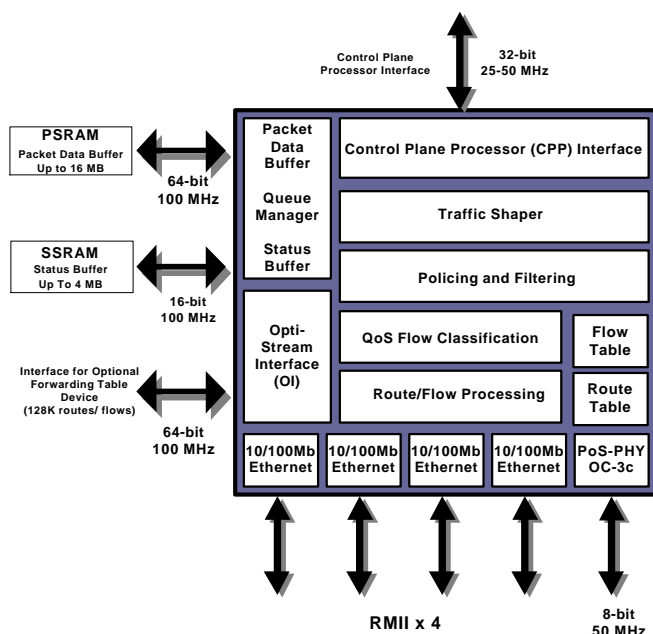 Control Plane
Processor Interface
32-bit
25-50 MHz
PSRAM
Packet Data Buffer
Up to 16 MB
64-bit
100 MHz
SSRAM
Status Buffer
Up To 4 MB
16-bit
100 MHz
Interface for Optional
Forwarding Table
Device
(128K routes/ flows)
64-bit
100 MHz
Packet
Data
Buffer
Queue
Manager
Status
Buffer
Control Plane Processor (CPP) Interface
Traffic Shaper
Policing and Filtering
Opti-
Stream
Interface
(OI)
QoS Flow Classification
Flow
Table
Route/Flow Processing
Route
Table
10/100Mb
Ethernet
10/100Mb
Ethernet
10/100Mb
Ethernet
10/100Mb
Ethernet
PoS-PHY
OC-3c
RMII x 4
8-bit
50 MHz